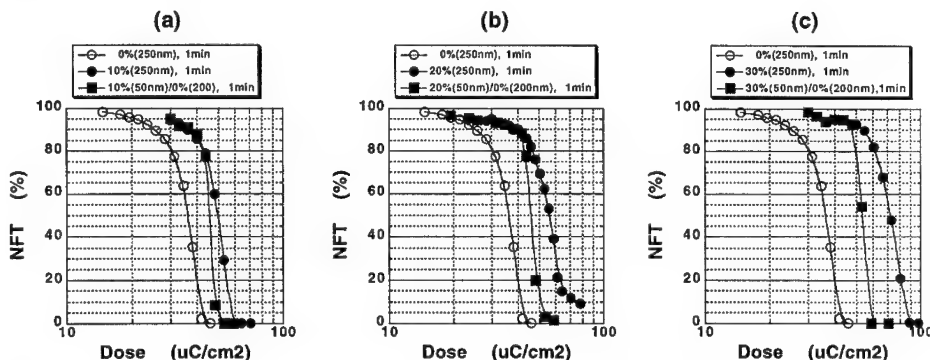 (a)
0%(250nm), 1min
10%(250nm), 1min
10%(50nm)/0%(200), 1min
100
80
60
40
20
0
NFT (%)
10
100
Dose (uC/cm2)
(b)
0%(250nm), 1min
20%(250nm), 1min
20%(50nm)/0%(200nm), 1min
100
80
60
40
20
0
NFT (%)
10
100
Dose (uC/cm2)
(c)
0%(250nm), 1min
30%(250nm), 1min
30%(50nm)/0%(200nm),1min
100
80
60
40
20
0
NFT (%)
10
100
Dose (uC/cm2)